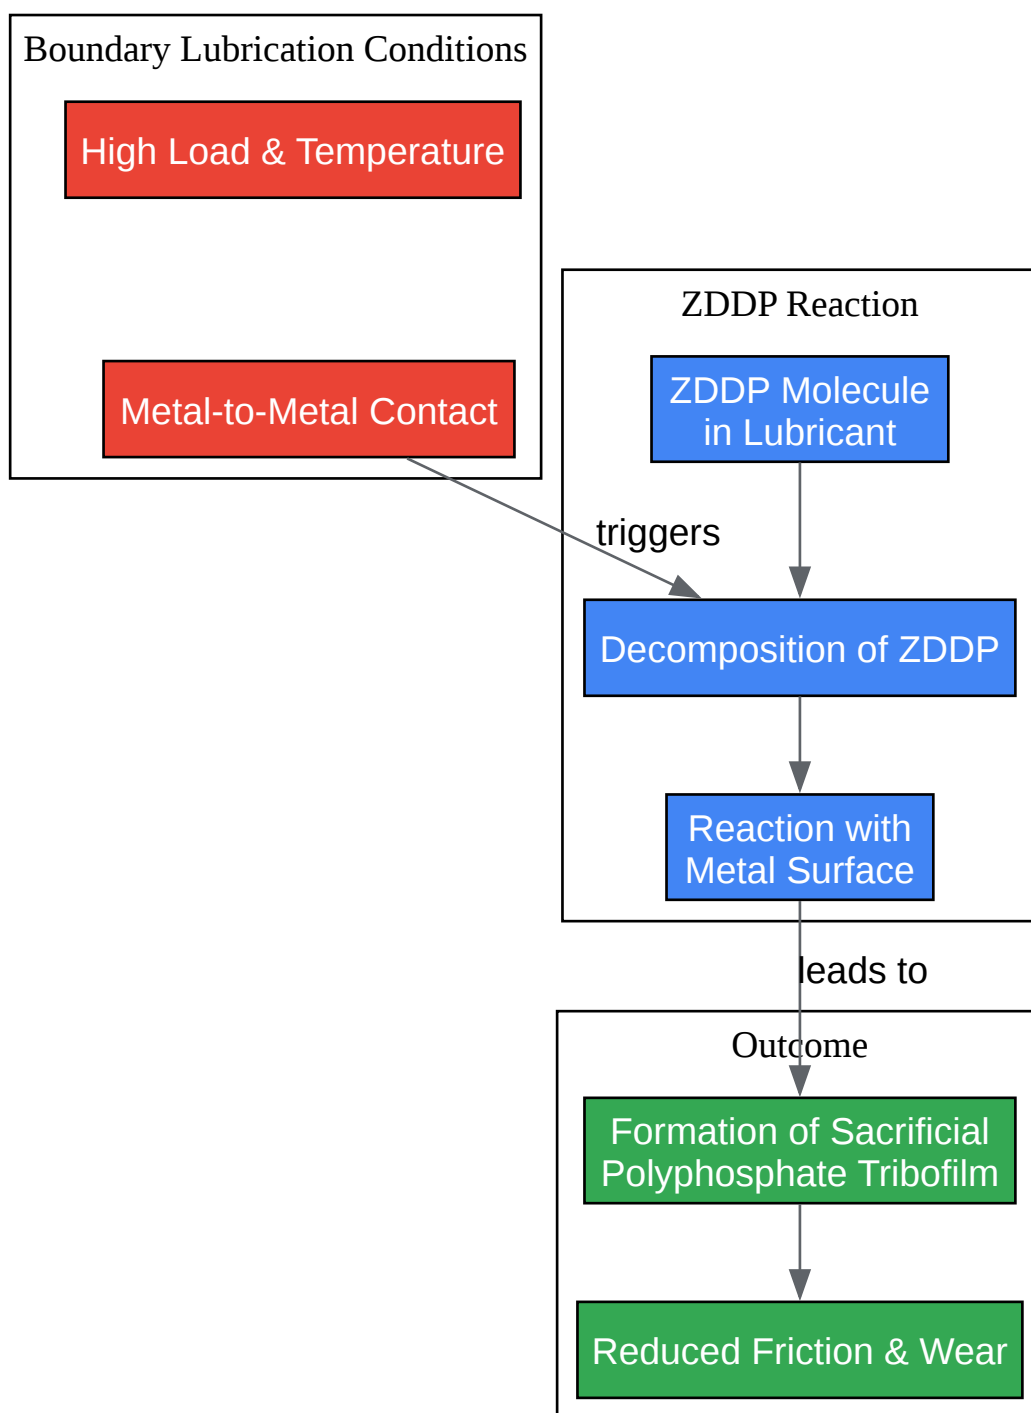 Boundary Lubrication Conditions
High Load & Temperature
Metal-to-Metal Contact
triggers
ZDDP Reaction
ZDDP Molecule
in Lubricant
Decomposition of ZDDP
Reaction with
Metal Surface
leads to
Outcome
Formation of Sacrificial
Polyphosphate Tribofilm
Reduced Friction & Wear